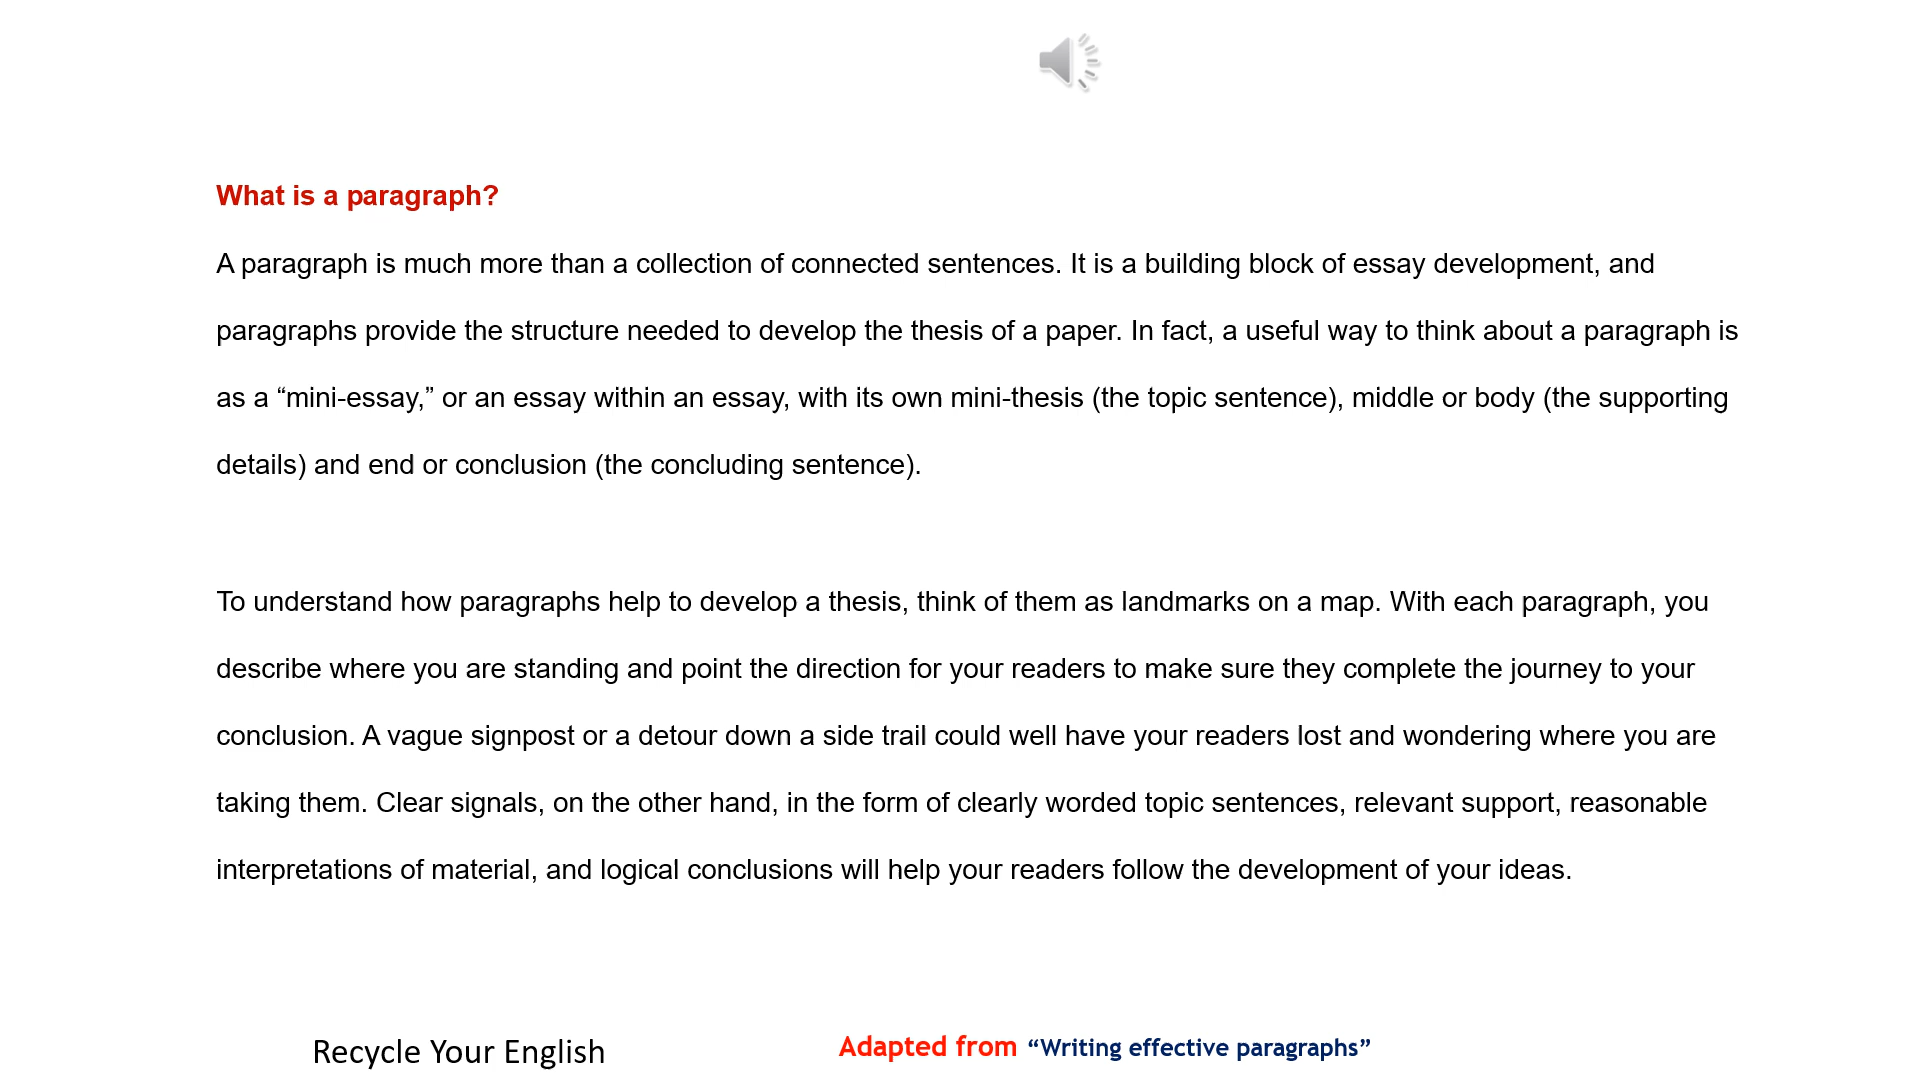 What is a paragraph?
A paragraph is much more than a collection of connected sentences. It is a building block of essay development, and
paragraphs provide the structure needed to develop the thesis of a paper. In fact, a useful way to think about a paragraph is
as a “mini-essay,” or an essay within an essay, with its own mini-thesis (the topic sentence), middle or body (the supporting
details) and end or conclusion (the concluding sentence).
To understand how paragraphs help to develop a thesis, think of them as landmarks on a map. With each paragraph, you
describe where you are standing and point the direction for your readers to make sure they complete the journey to your
conclusion. A vague signpost or a detour down a side trail could well have your readers lost and wondering where you are
taking them. Clear signals, on the other hand, in the form of clearly worded topic sentences, relevant support, reasonable
interpretations of material, and logical conclusions will help your readers follow the development of your ideas.
Recycle Your English
Adapted from “Writing effective paragraphs”